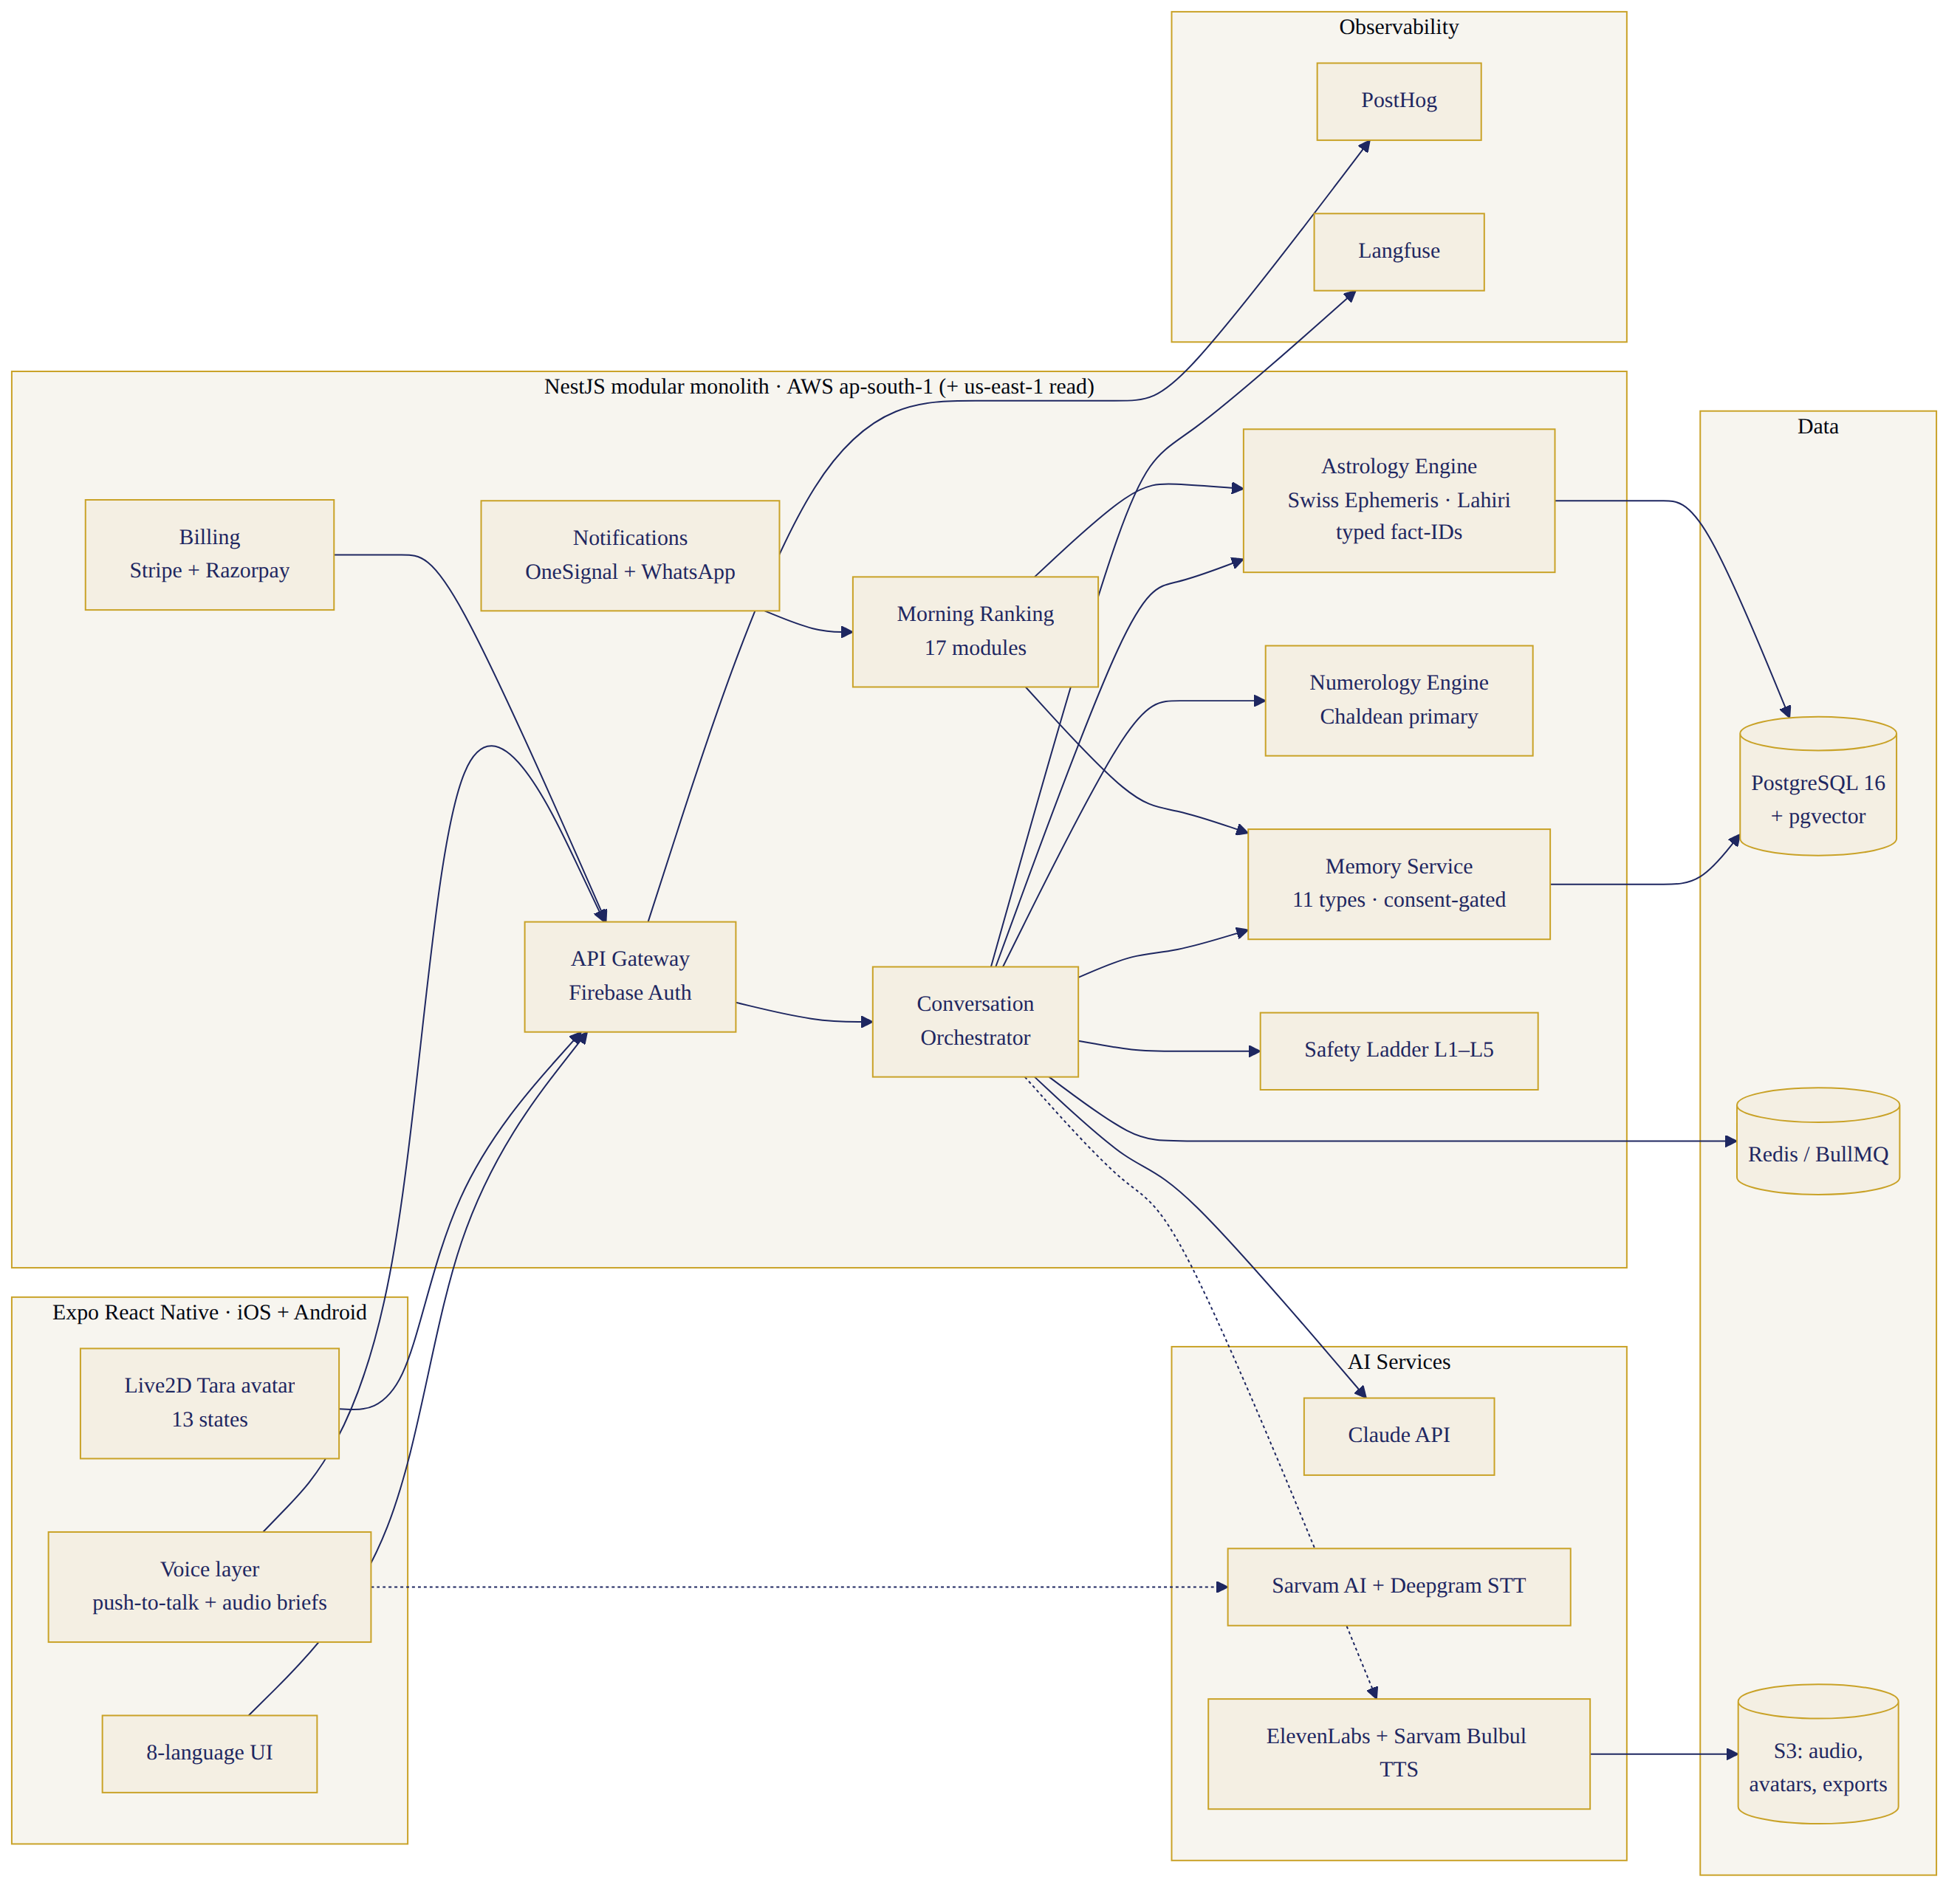 Observability
PostHog
Langfuse
NestJS modular monolith · AWS ap-south-1 (+ us-east-1 read)
Billing
Stripe + Razorpay
Notifications
OneSignal + WhatsApp
Morning Ranking
17 modules
Astrology Engine
Swiss Ephemeris · Lahiri
typed fact-IDs
Numerology Engine
Chaldean primary
Memory Service
11 types · consent-gated
API Gateway
Firebase Auth
Conversation
Orchestrator
Safety Ladder L1–L5
Data
PostgreSQL 16
+ pgvector
Redis / BullMQ
S3: audio,
avatars, exports
Expo React Native · iOS + Android
Live2D Tara avatar
13 states
Voice layer
push-to-talk + audio briefs
8-language UI
AI Services
Claude API
Sarvam AI + Deepgram STT
ElevenLabs + Sarvam Bulbul
TTS